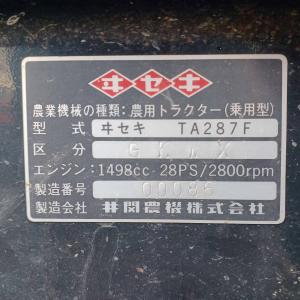 ヰセキ
農業機械の種類:農用トラクター(乗用型)
型式 ヰセキ TA287F
区分 GKWX
エンジン:1498cc 28PS/2800rpm
製造番号 00086
製造会社 井関農機株式会社